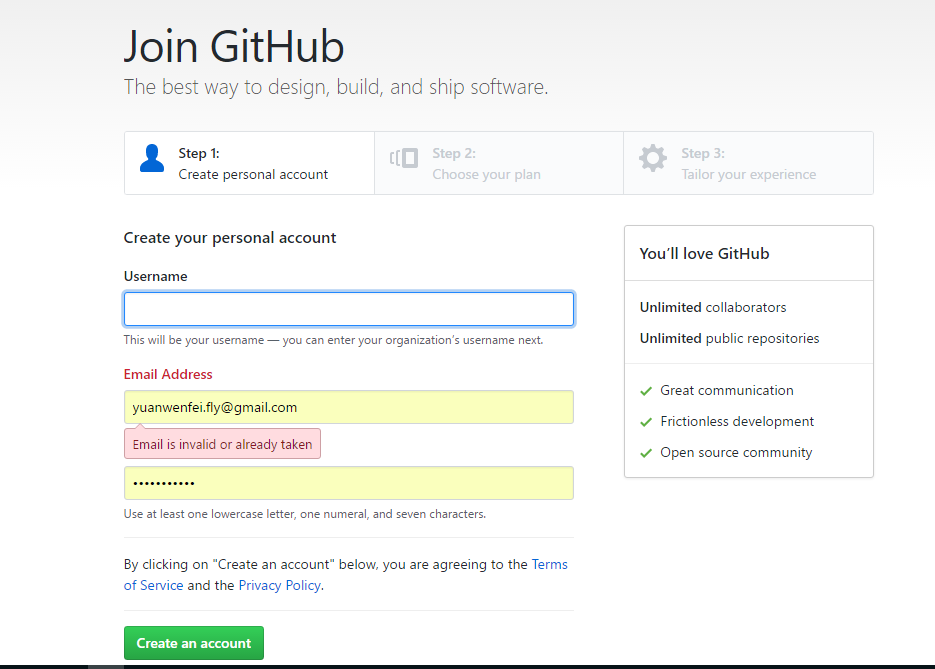 Join GitHub
The best way to design, build, and ship software.
Step 1:
Create personal account
Step 2:
Choose your plan
Step 3:
Tailor your experience
Create your personal account
Username
This will be your username — you can enter your organization's username next.
Email Address
yuanwenfei.fly@gmail.com
Email is invalid or already taken
•••••••••••
Use at least one lowercase letter, one numeral, and seven characters.
By clicking on "Create an account" below, you are agreeing to the Terms
of Service and the Privacy Policy.
Create an account
You'll love GitHub
Unlimited collaborators
Unlimited public repositories
Great communication
Frictionless development
Open source community